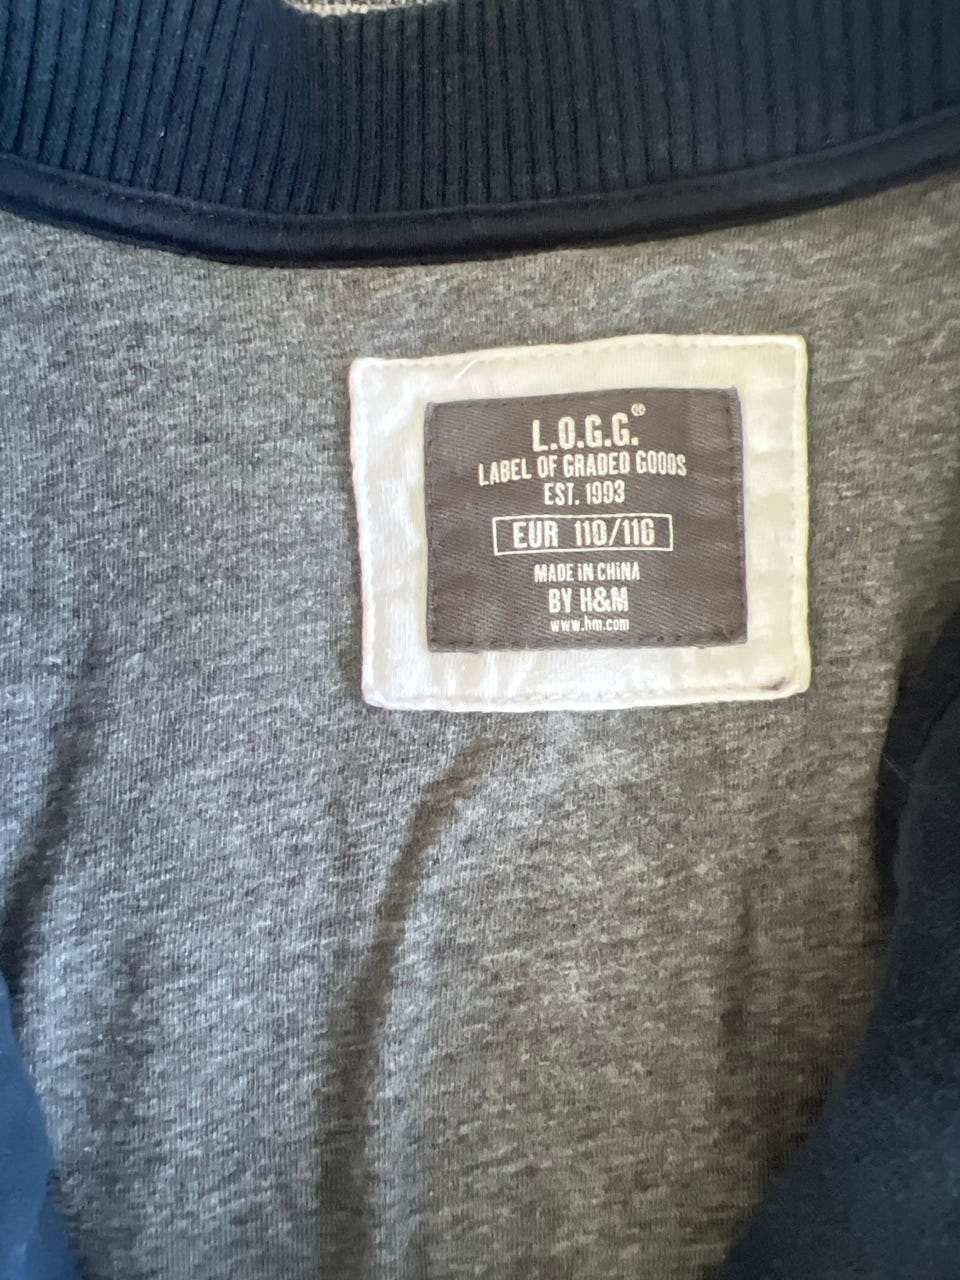 L.O.G.G.®
LABEL OF GRADED GOODS
EST. 1993
EUR 110/116
MADE IN CHINA
BY H&M
www.hm.com